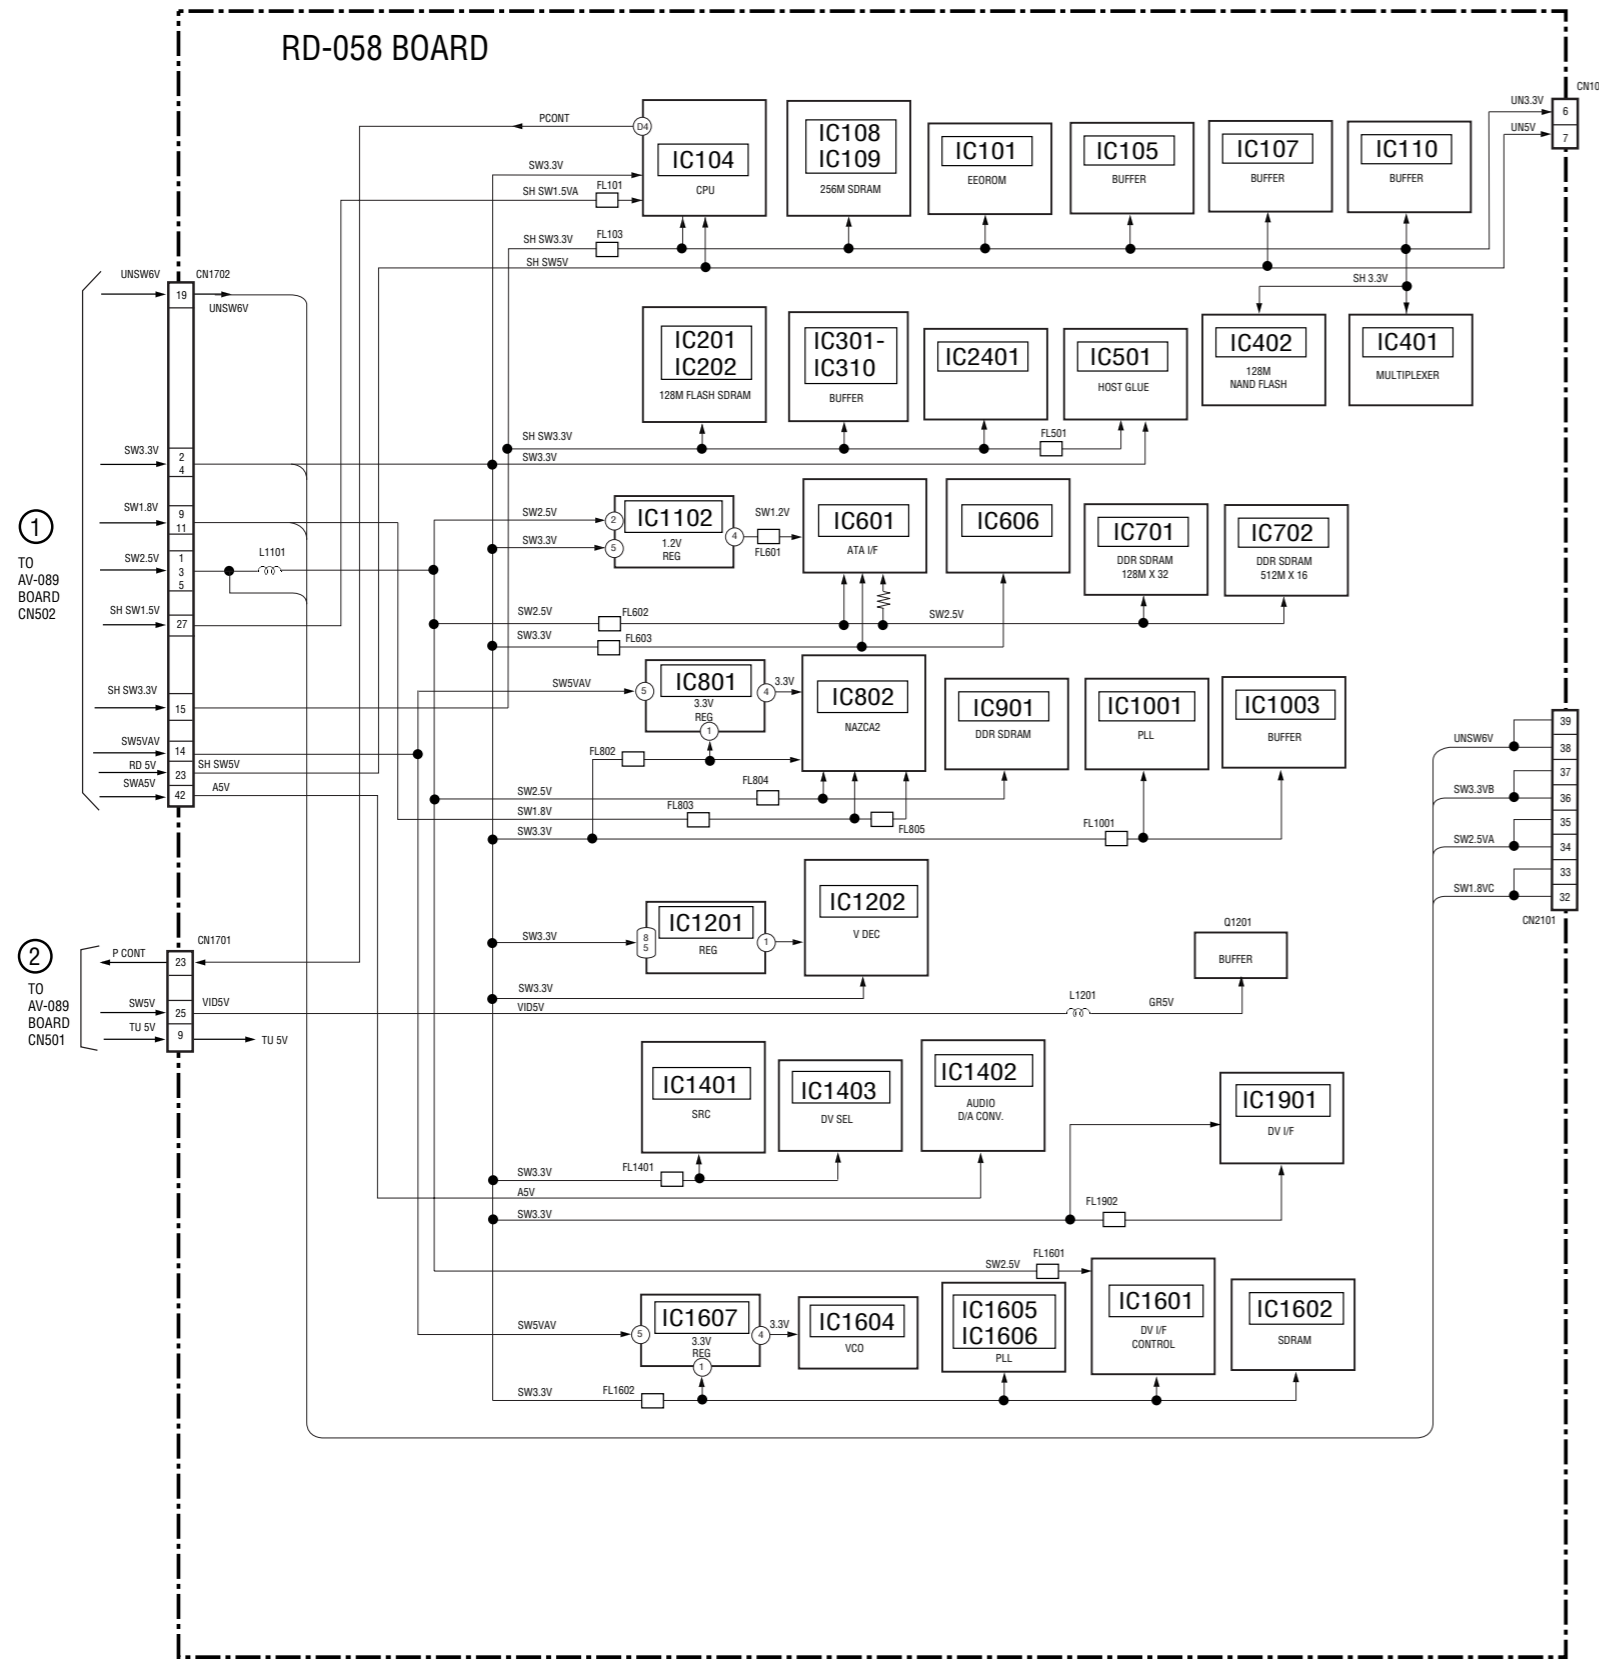 RD-058 BOARD
CN10
UN3.3V
6
UN5V
7
PCONT
D4
IC104
CPU
SW3.3V
SH SW1.5VA
FL101
IC108
IC109
256M SDRAM
IC101
EEOROM
IC105
BUFFER
IC107
BUFFER
IC110
BUFFER
SH SW3.3V
FL103
SH SW5V
SH 3.3V
UNSW6V
CN1702
19
UNSW6V
IC201
IC202
128M FLASH SDRAM
IC301-
IC310
BUFFER
IC2401
IC501
HOST GLUE
IC402
128M
NAND FLASH
IC401
MULTIPLEXER
SH SW3.3V
FL501
SW3.3V
SW3.3V
2
4
SW1.8V
9
11
SW2.5V
1
3
5
L1101
SH SW1.5V
27
SH SW3.3V
15
SW5VAV
14
RD 5V
23
SH SW5V
SWA5V
42
A5V
1
TO
AV-089
BOARD
CN502
SW2.5V
2
SW3.3V
5
IC1102
1.2V
REG
4
SW1.2V
FL601
IC601
ATA I/F
IC606
IC701
DDR SDRAM
128M X 32
IC702
DDR SDRAM
512M X 16
SW2.5V
FL602
SW2.5V
SW3.3V
FL603
SW5VAV
5
IC801
3.3V
REG
1
4
3.3V
IC802
NAZCA2
IC901
DDR SDRAM
IC1001
PLL
IC1003
BUFFER
FL802
SW2.5V
FL804
SW1.8V
FL803
FL805
SW3.3V
FL1001
39
UNSW6V
38
37
SW3.3VB
36
35
SW2.5VA
34
33
SW1.8VC
32
CN2101
SW3.3V
8
5
IC1201
REG
1
IC1202
V DEC
Q1201
BUFFER
SW3.3V
VID5V
L1201
GR5V
2
TO
AV-089
BOARD
CN501
CN1701
P CONT
23
SW5V
25
VID5V
TU 5V
9
TU 5V
IC1401
SRC
IC1403
DV SEL
IC1402
AUDIO
D/A CONV.
IC1901
DV I/F
SW3.3V
FL1401
A5V
SW3.3V
FL1902
SW2.5V
FL1601
SW5VAV
5
IC1607
3.3V
REG
1
4
3.3V
IC1604
VCO
IC1605
IC1606
PLL
IC1601
DV I/F
CONTROL
IC1602
SDRAM
SW3.3V
FL1602